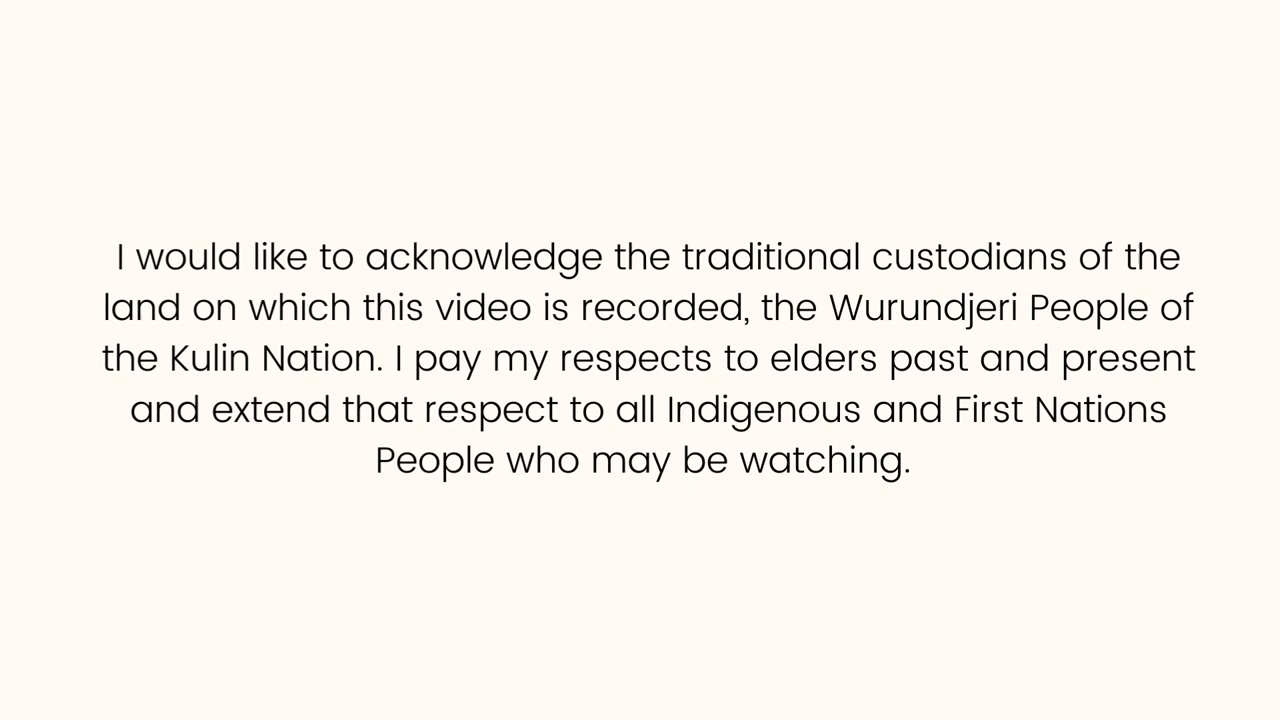 I would like to acknowledge the traditional custodians of the
land on which this video is recorded, the Wurundjeri People of
the Kulin Nation. I pay my respects to elders past and present
and extend that respect to all Indigenous and First Nations
People who may be watching.